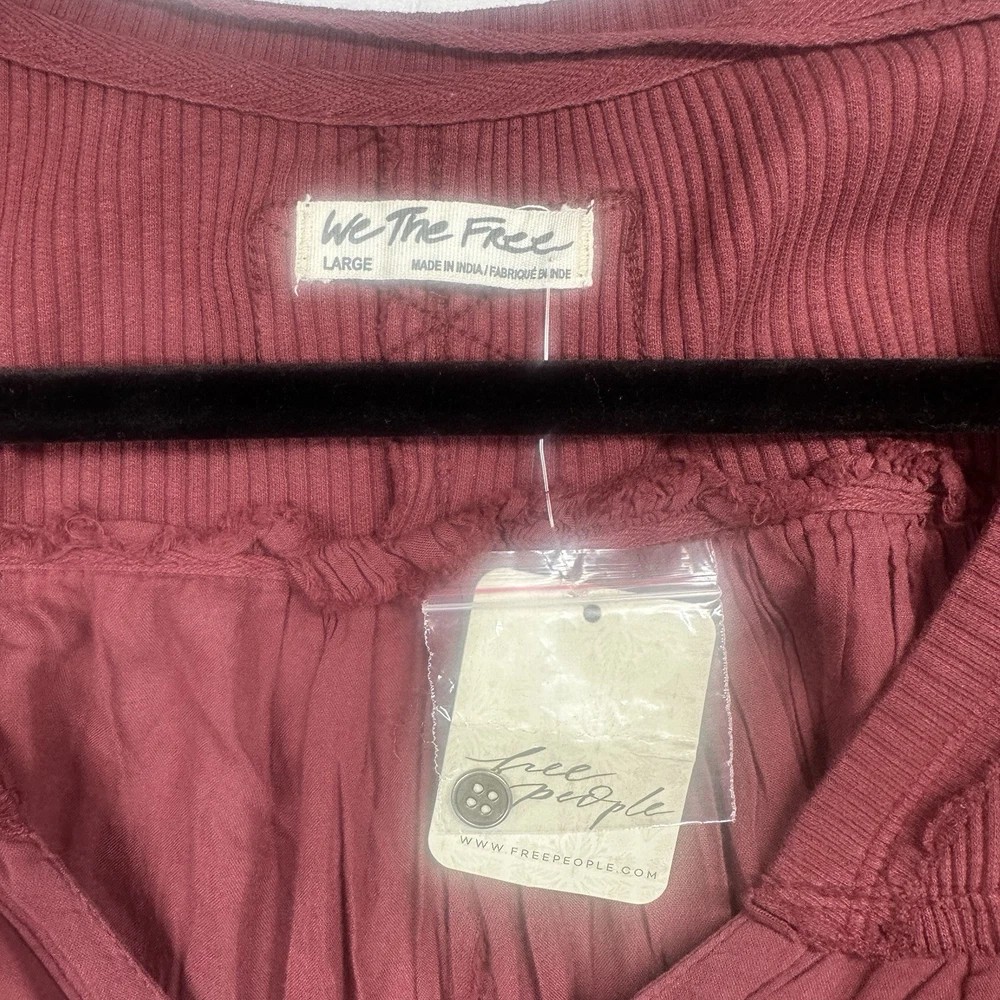 We The Free
LARGE MADE IN INDIA / FABRIQUÉ EN INDE
free
people
WWW.FREEPEOPLE.COM